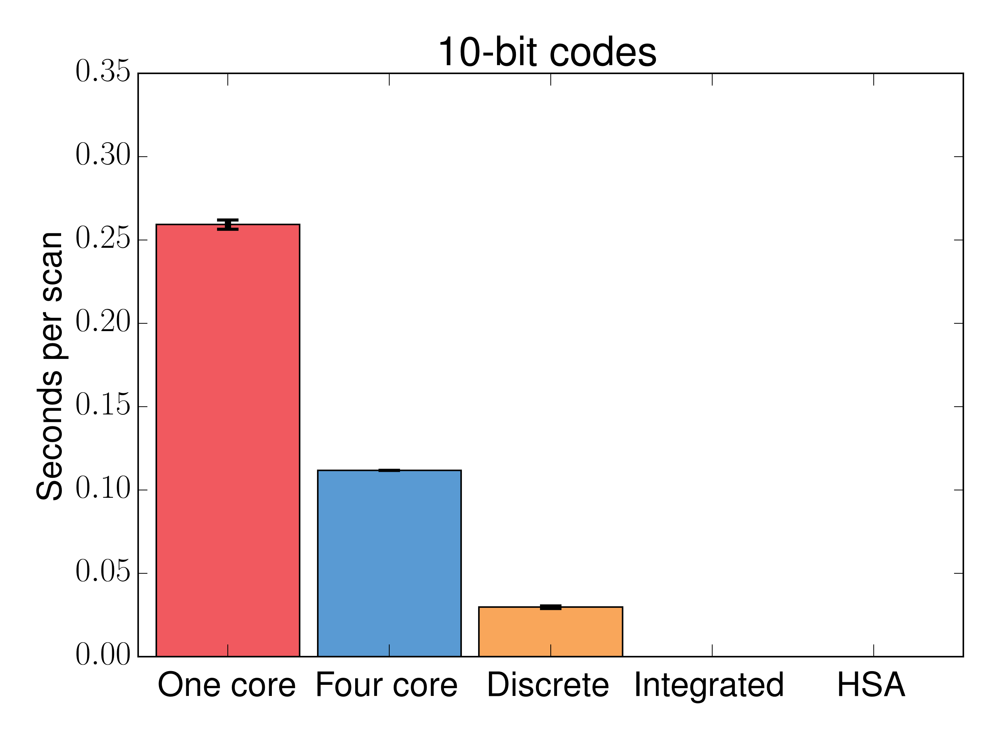 10-bit codes
0.35
0.30
0.25
0.20
0.15
0.10
0.05
0.00
Seconds per scan
One core Four core Discrete Integrated HSA